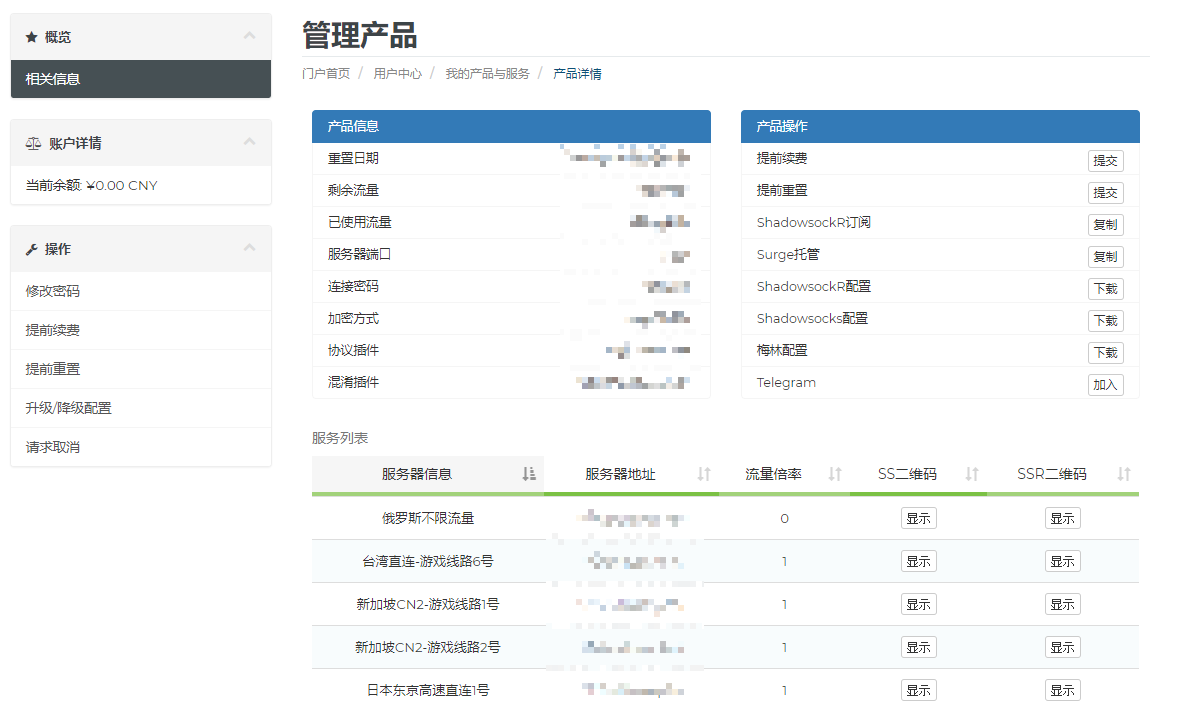 概览
相关信息
账户详情
当前余额: ¥0.00 CNY
操作
修改密码
提前续费
提前重置
升级/降级配置
请求取消
管理产品
门户首页 / 用户中心 / 我的产品与服务 / 产品详情
产品信息
重置日期
剩余流量
已使用流量
服务器端口
连接密码
加密方式
协议插件
混淆插件
产品操作
提前续费 提交
提前重置 提交
ShadowsockR订阅 复制
Surge托管 复制
ShadowsockR配置 下载
Shadowsocks配置 下载
梅林配置 下载
Telegram 加入
服务列表
服务器信息 服务器地址 流量倍率 SS二维码 SSR二维码
俄罗斯不限流量 0 显示 显示
台湾直连-游戏线路6号 1 显示 显示
新加坡CN2-游戏线路1号 1 显示 显示
新加坡CN2-游戏线路2号 1 显示 显示
日本东京高速直连1号 1 显示 显示